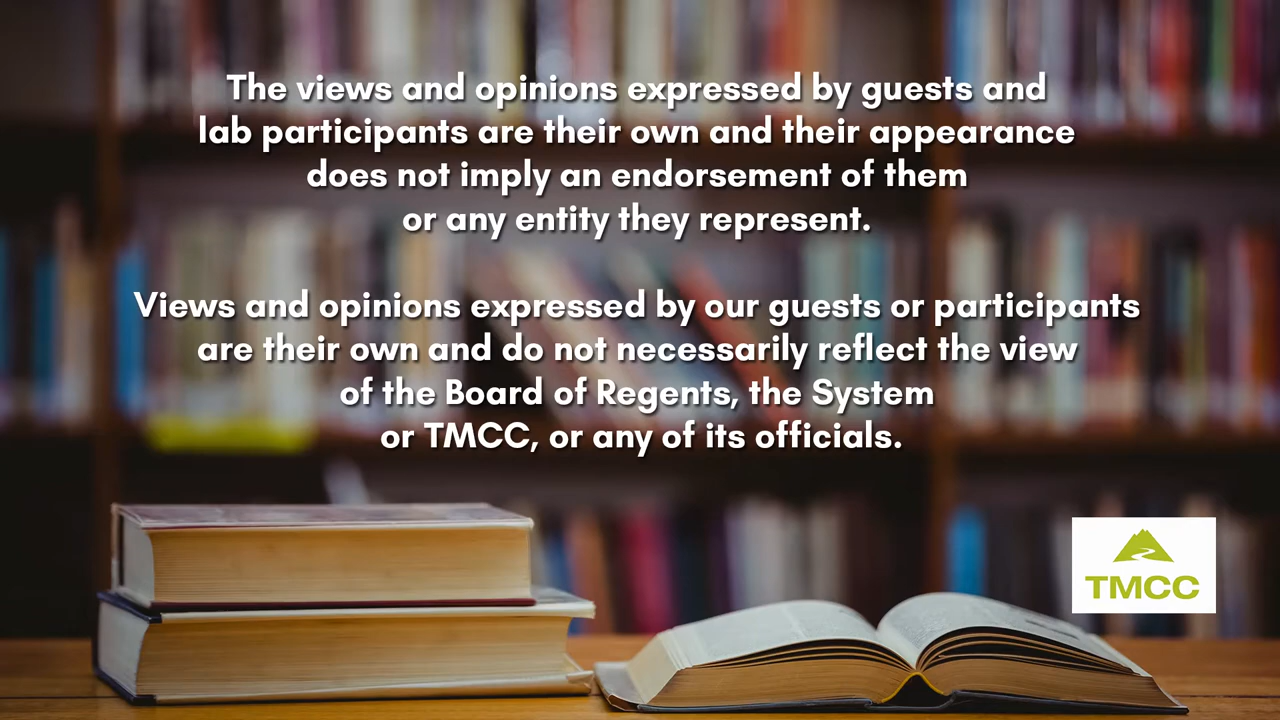 The views and opinions expressed by guests and
lab participants are their own and their appearance
does not imply an endorsement of them
or any entity they represent.
Views and opinions expressed by our guests or participants
are their own and do not necessarily reflect the view
of the Board of Regents, the System
or TMCC, or any of its officials.
TMCC